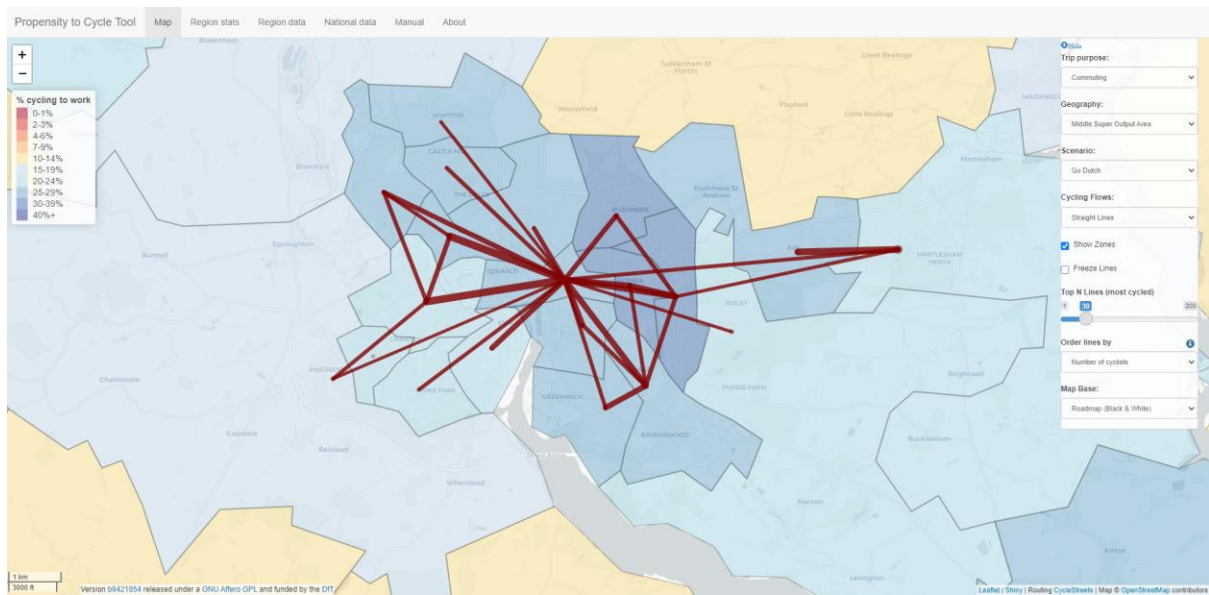 Propensity to Cycle Tool Map Region stats Region data National data Manual About
+
−
% cycling to work
0-1%
2-3%
4-6%
7-9%
10-14%
15-19%
20-24%
25-29%
30-39%
40%+
Hide
Trip purpose:
Commuting
Geography:
Middle Super Output Area
Scenario:
Go Dutch
Cycling Flows:
Straight Lines
Show Zones
Freeze Lines
Top N Lines (most cycled)
1 30 200
Order lines by
Number of cyclists
Map Base:
Roadmap (Black & White)
Great Bealings
Tuddenham St
Martin
Westerfield
Playford
Little Bealings
WHITTON
CASTLE HILL
Bramford
Martlesham
Rushmere St
Andrew
RUSHMERE
Sproughton
Burstall
Ipswich
MARTLESHAM
HEATH
BIXLEY
Chattisham
PURDIS FARM
Brightwell
GREENWICH
RAVENSWOOD
Copdock
Belstead
Bucklesham
Wherstead
Nacton
Kirton
Levington
1 km
3000 ft
Version b9421854 released under a GNU Affero GPL and funded by the DfT
Leaflet | Shiny | Routing CycleStreets | Map © OpenStreetMap contributors